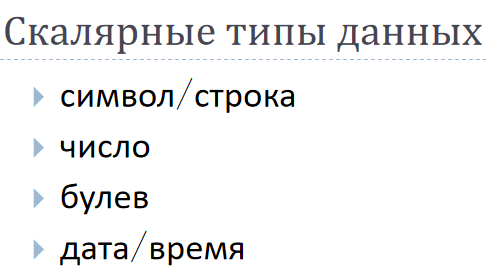 Скалярные типы данных
символ/строка
число
булев
дата/время